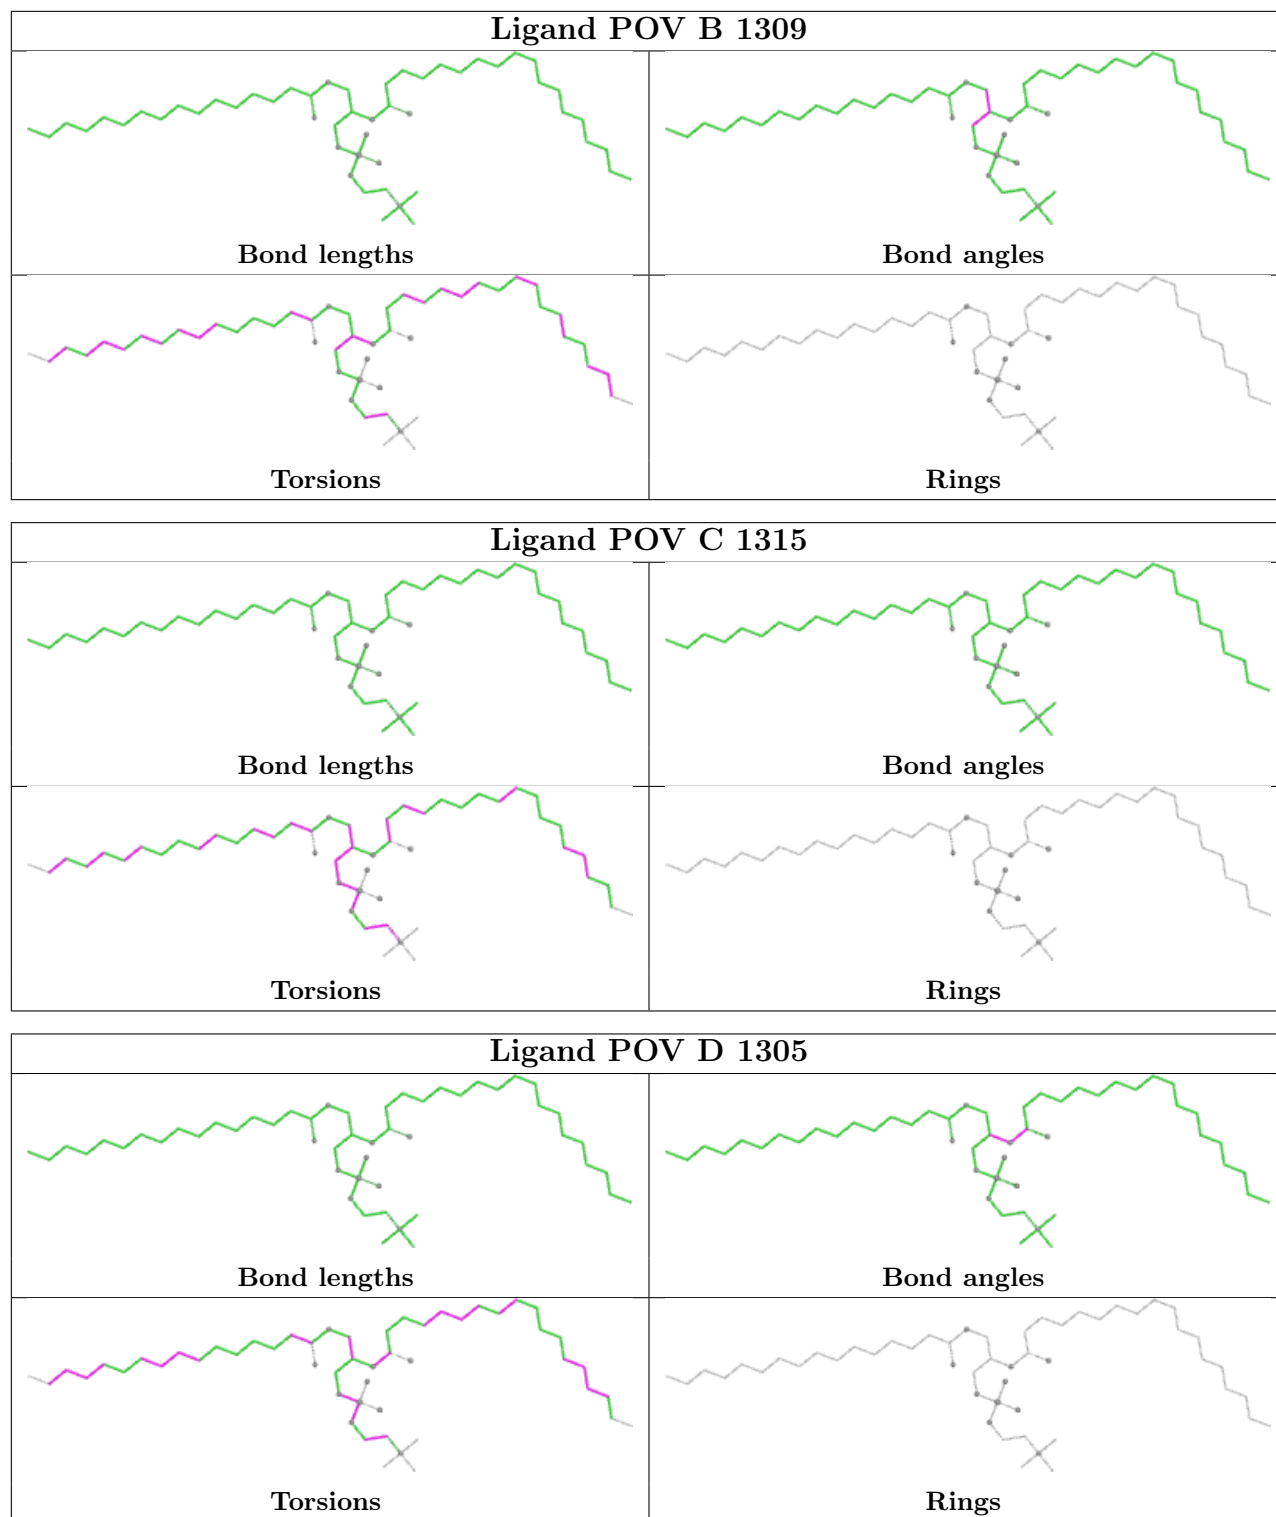 Ligand POV B 1309
Bond lengths
Bond angles
Torsions
Rings
Ligand POV C 1315
Bond lengths
Bond angles
Torsions
Rings
Ligand POV D 1305
Bond lengths
Bond angles
Torsions
Rings